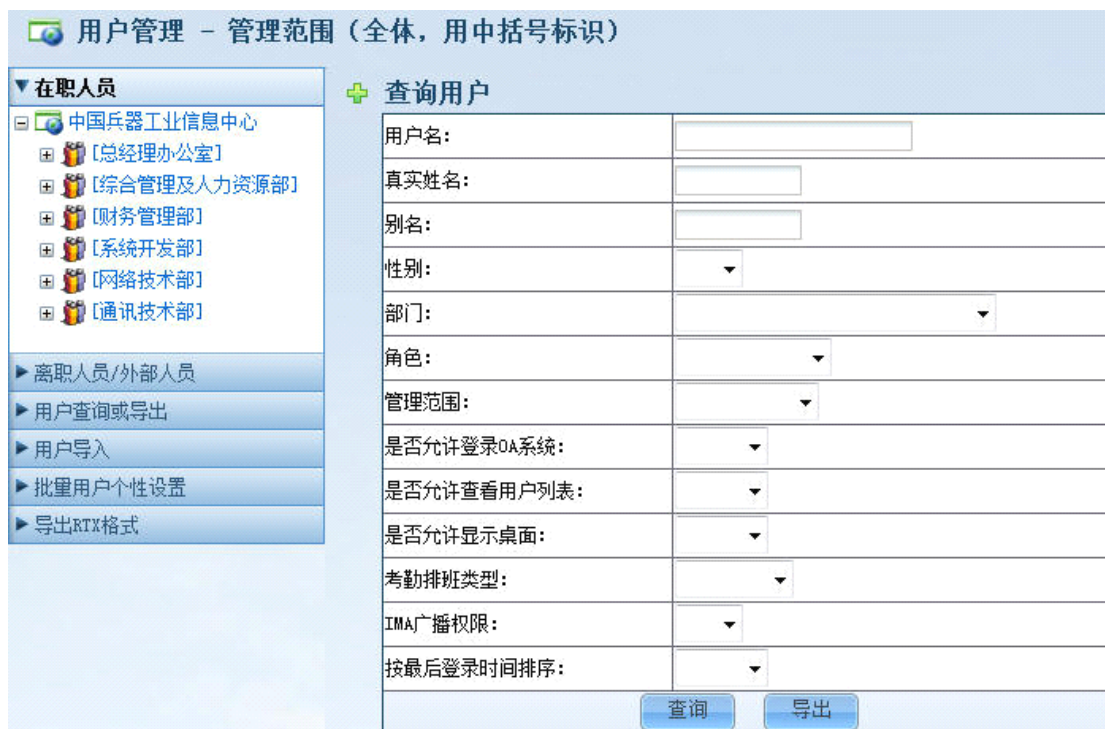 用户管理 - 管理范围（全体，用中括号标识）
在职人员
中国兵器工业信息中心
[总经理办公室]
[综合管理及人力资源部]
[财务管理部]
[系统开发部]
[网络技术部]
[通讯技术部]
离职人员/外部人员
用户查询或导出
用户导入
批量用户个性设置
导出RTX格式
查询用户
用户名：
真实姓名：
别名：
性别：
部门：
角色：
管理范围：
是否允许登录OA系统：
是否允许查看用户列表：
是否允许显示桌面：
考勤排班类型：
IMA广播权限：
按最后登录时间排序：
查询 导出